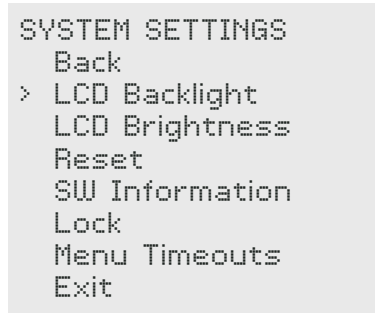 SYSTEM SETTINGS
Back
> LCD Backlight
LCD Brightness
Reset
SW Information
Lock
Menu Timeouts
Exit